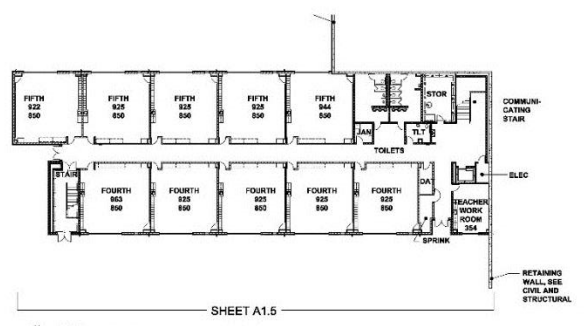 FIFTH
922
850
FIFTH
925
850
FIFTH
925
850
FIFTH
925
850
FIFTH
944
850
STOR
COMMUNI-
CATING
STAIR
JAN
TLT
TOILETS
ELEC
STAIR
FOURTH
863
850
FOURTH
925
850
FOURTH
925
850
FOURTH
925
850
FOURTH
925
850
DAT
TEACHER
WORK
ROOM
354
SPRINK
RETAINING
WALL, SEE
CIVIL AND
STRUCTURAL
SHEET A1.5